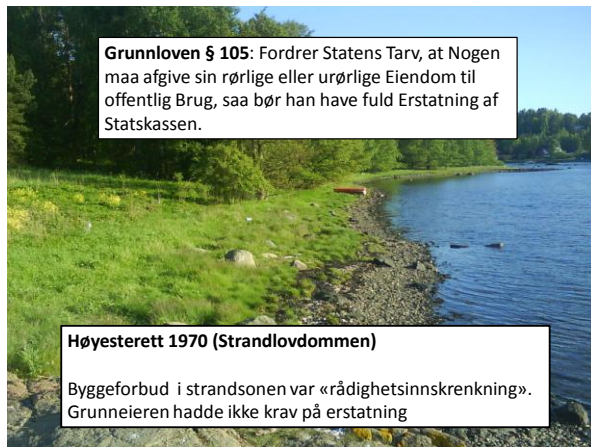 Grunnloven § 105: Fordrer Statens Tarv, at Nogen
maa afgive sin rørlige eller urørlige Eiendom til
offentlig Brug, saa bør han have fuld Erstatning af
Statskassen.
Høyesterett 1970 (Strandlovdommen)
Byggeforbud i strandsonen var «rådighetsinnskrenkning».
Grunneieren hadde ikke krav på erstatning